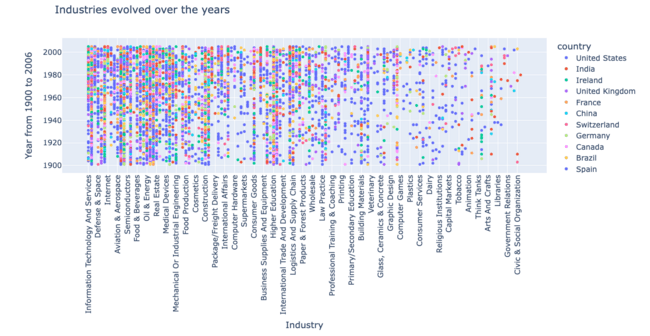 Industries evolved over the years
Year from 1900 to 2006
2000
1980
1960
1940
1920
1900
Information Technology And Services
Defense & Space
Internet
Aviation & Aerospace
Semiconductors
Food & Beverages
Oil & Energy
Real Estate
Medical Devices
Mechanical Or Industrial Engineering
Food Production
Cosmetics
Construction
Package/Freight Delivery
International Affairs
Computer Hardware
Supermarkets
Consumer Goods
Business Supplies And Equipment
Higher Education
International Trade And Development
Logistics And Supply Chain
Paper & Forest Products
Wholesale
Law Practice
Professional Training & Coaching
Printing
Primary/Secondary Education
Building Materials
Veterinary
Glass, Ceramics & Concrete
Graphic Design
Computer Games
Plastics
Consumer Services
Dairy
Religious Institutions
Capital Markets
Tobacco
Animation
Think Tanks
Arts And Crafts
Libraries
Government Relations
Civic & Social Organization
Industry
country
United States
India
Ireland
United Kingdom
France
China
Switzerland
Germany
Canada
Brazil
Spain